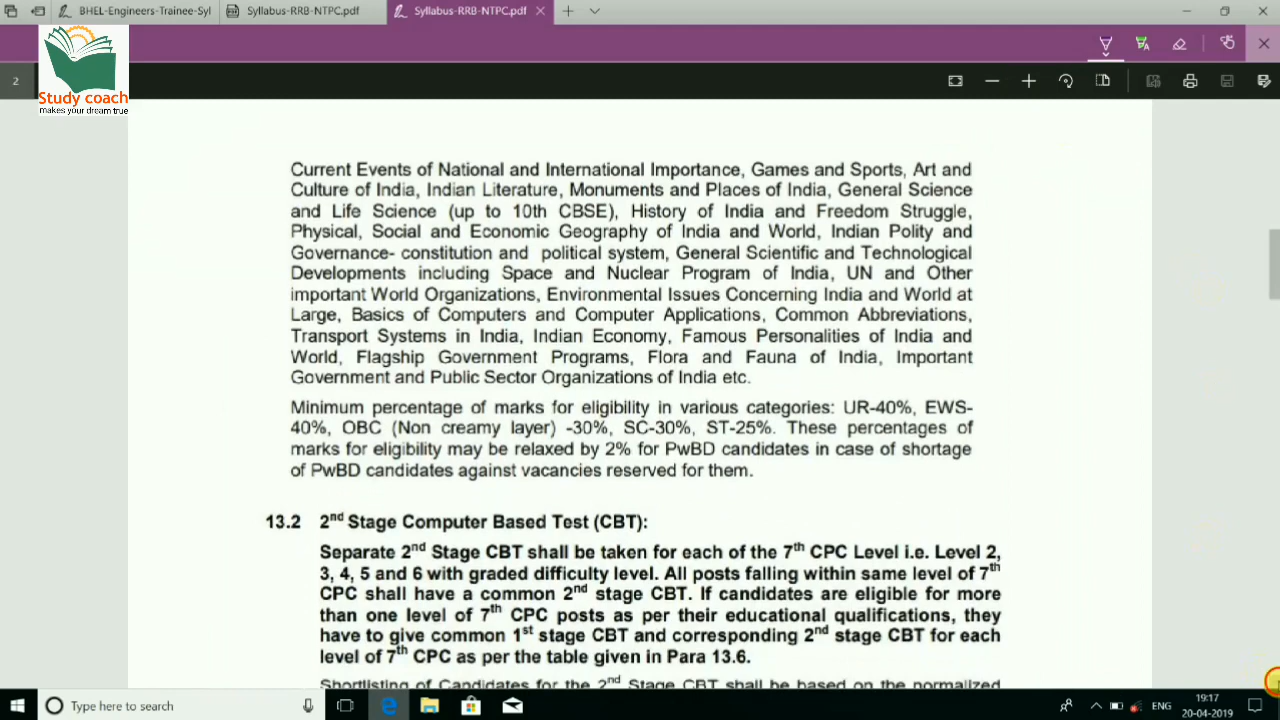 BHEL-Engineers-Trainee-Syl
Syllabus-RRB-NTPC.pdf
Syllabus-RRB-NTPC.pdf
Study coach
makes your dream true
2
Current Events of National and International Importance, Games and Sports, Art and
Culture of India, Indian Literature, Monuments and Places of India, General Science
and Life Science (up to 10th CBSE), History of India and Freedom Struggle,
Physical, Social and Economic Geography of India and World, Indian Polity and
Governance- constitution and political system, General Scientific and Technological
Developments including Space and Nuclear Program of India, UN and Other
important World Organizations, Environmental Issues Concerning India and World at
Large, Basics of Computers and Computer Applications, Common Abbreviations,
Transport Systems in India, Indian Economy, Famous Personalities of India and
World, Flagship Government Programs, Flora and Fauna of India, Important
Government and Public Sector Organizations of India etc.
Minimum percentage of marks for eligibility in various categories: UR-40%, EWS-
40%, OBC (Non creamy layer) -30%, SC-30%, ST-25%. These percentages of
marks for eligibility may be relaxed by 2% for PwBD candidates in case of shortage
of PwBD candidates against vacancies reserved for them.
13.2 2nd Stage Computer Based Test (CBT):
Separate 2nd Stage CBT shall be taken for each of the 7th CPC Level i.e. Level 2,
3, 4, 5 and 6 with graded difficulty level. All posts falling within same level of 7th
CPC shall have a common 2nd stage CBT. If candidates are eligible for more
than one level of 7th CPC posts as per their educational qualifications, they
have to give common 1st stage CBT and corresponding 2nd stage CBT for each
level of 7th CPC as per the table given in Para 13.6.
Shortlisting of Candidates for the 2nd Stage CBT shall be based on the normalized
Type here to search
ENG
19:17
20-04-2019